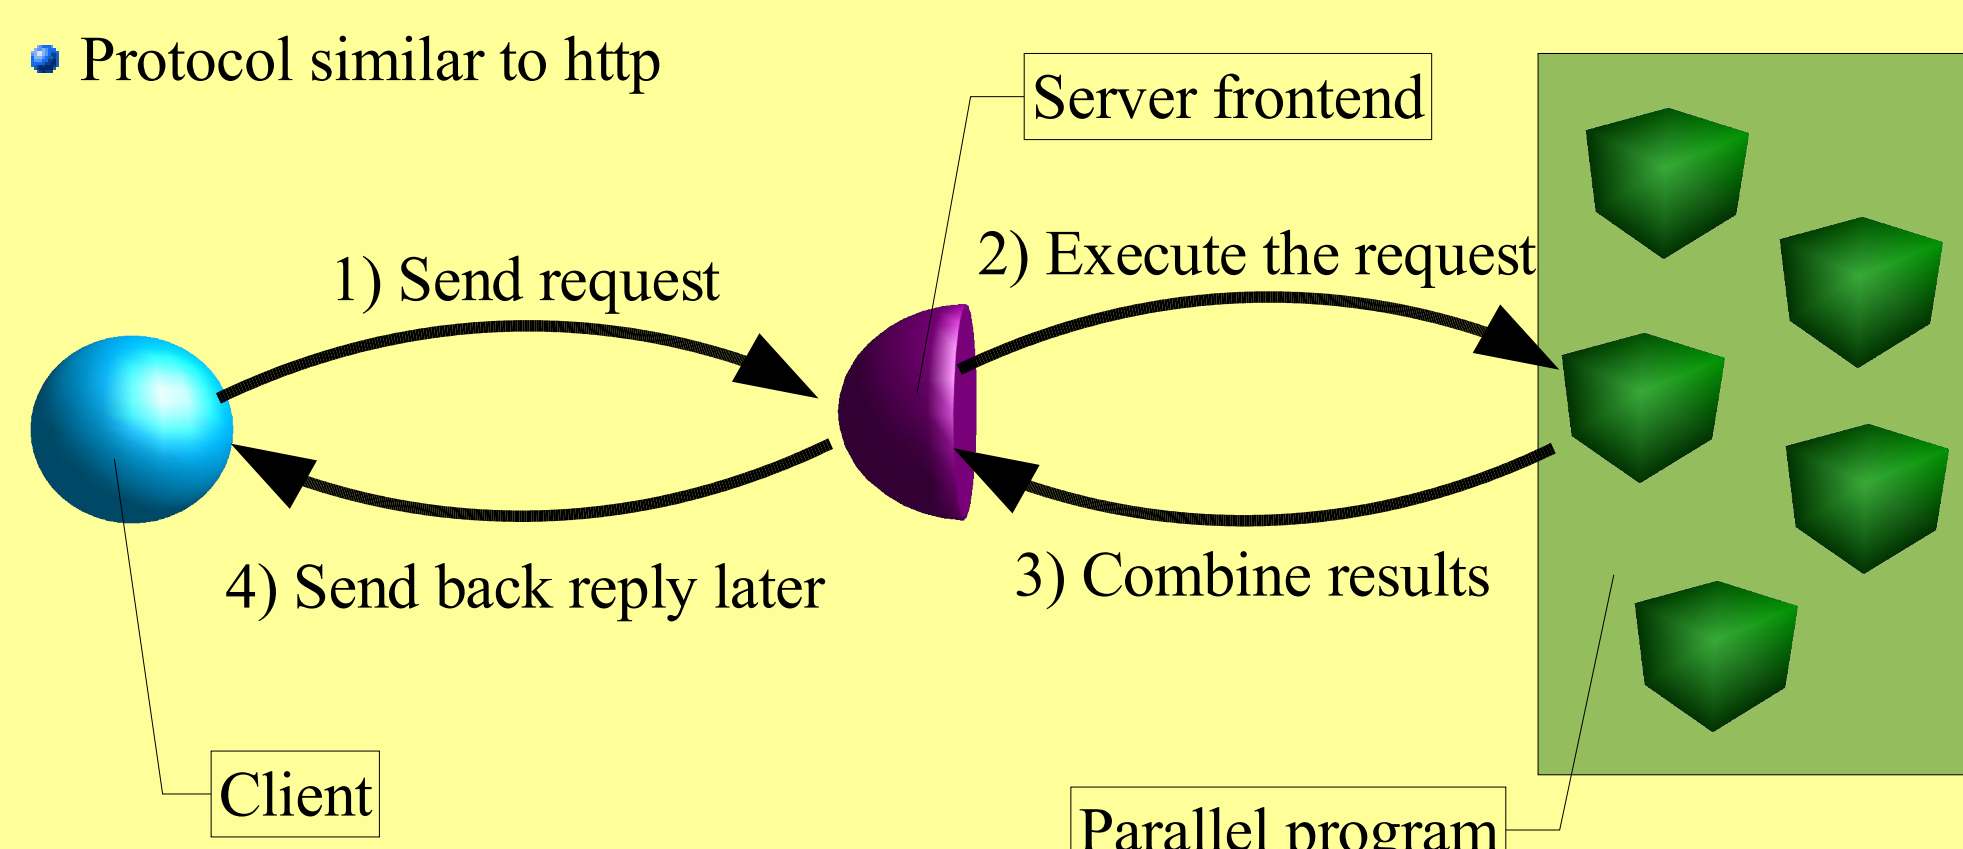 Protocol similar to http
Server frontend
2) Execute the request
1) Send request
3) Combine results
4) Send back reply later
Client
Parallel program